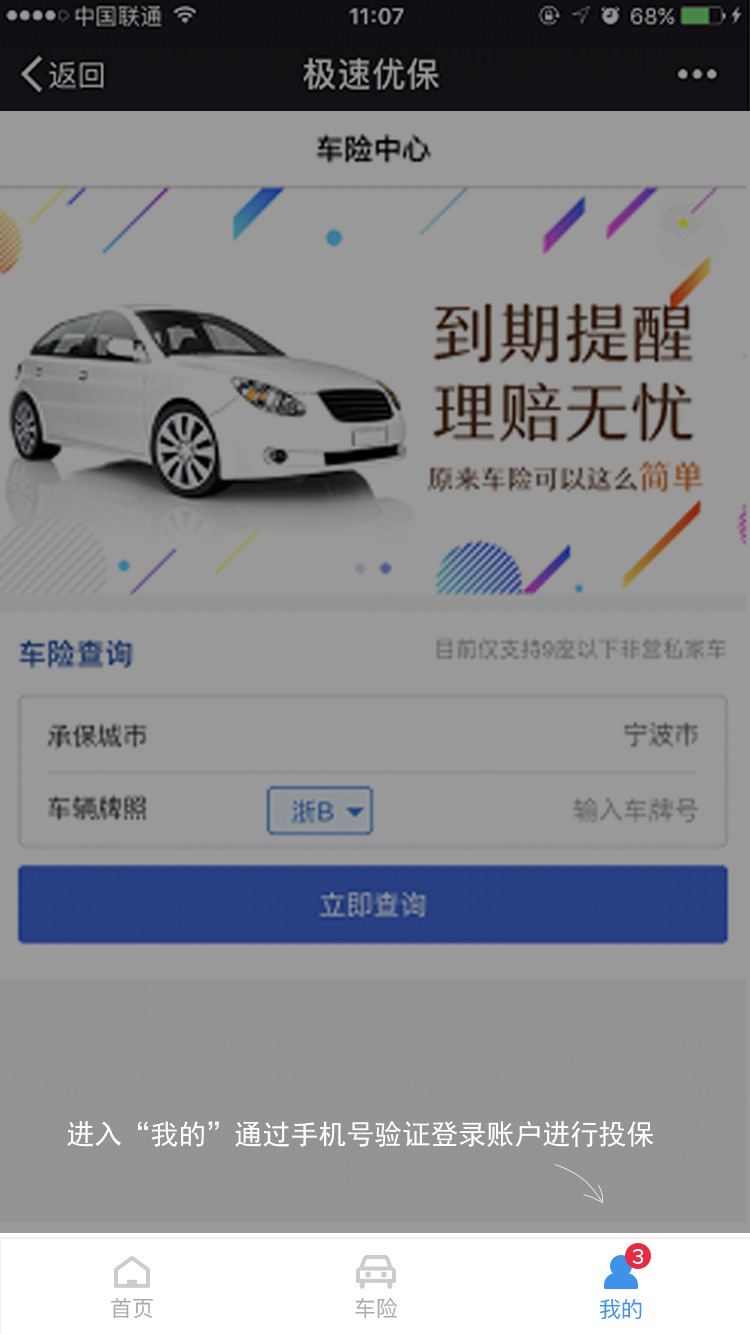 中国联通 11:07 68%
返回 极速优保
车险中心
到期提醒
理赔无忧
原来车险可以这么简单
车险查询 目前仅支持9座以下非营私家车
承保城市 宁波市
车辆牌照 浙B 输入车牌号
立即查询
进入“我的”通过手机号验证登录账户进行投保
3
首页 车险 我的